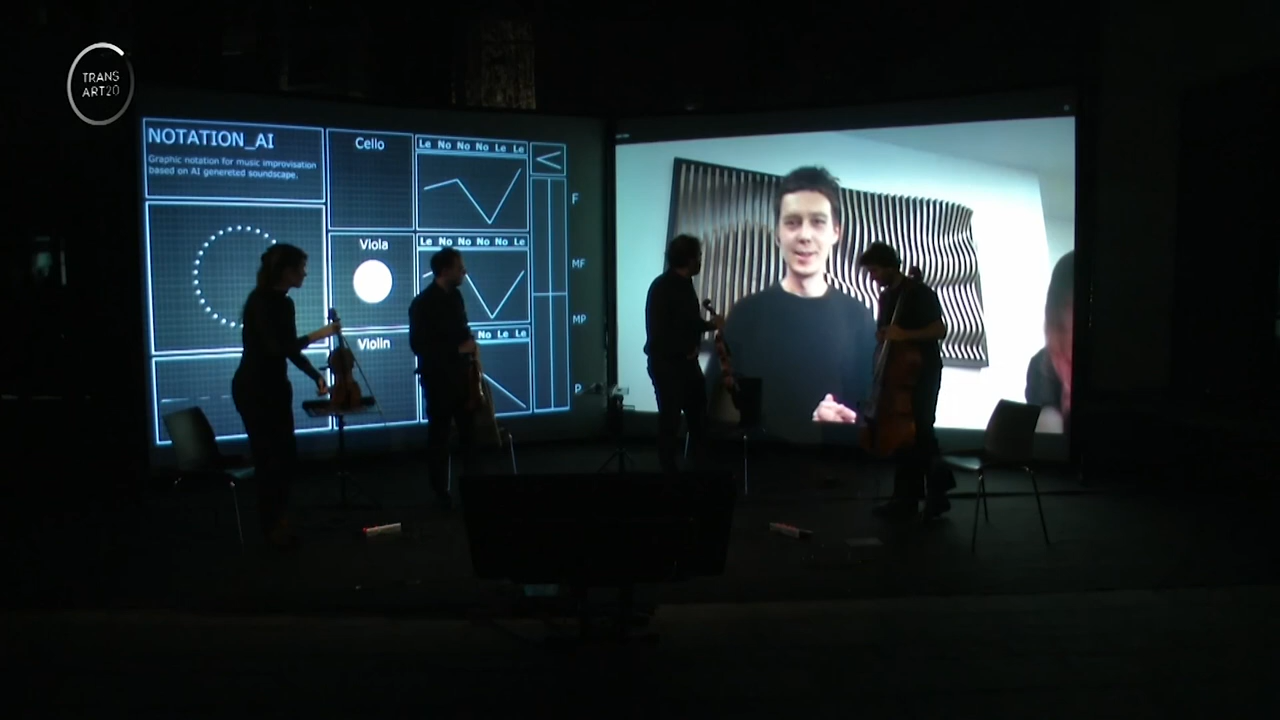 TRANS
ART20
NOTATION_AI
Graphic notation for music improvisation
based on AI genereted soundscape.
Cello
Le No No No Le Le
<
F
Viola
Le No No No No Le
MF
MP
Violin
No Le Le
P